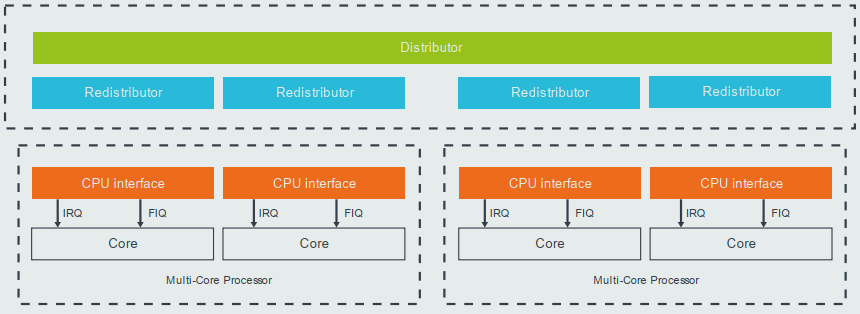 Distributor
Redistributor Redistributor Redistributor Redistributor
CPU interface CPU interface CPU interface CPU interface
IRQ FIQ IRQ FIQ IRQ FIQ IRQ FIQ
Core Core Core Core
Multi-Core Processor Multi-Core Processor